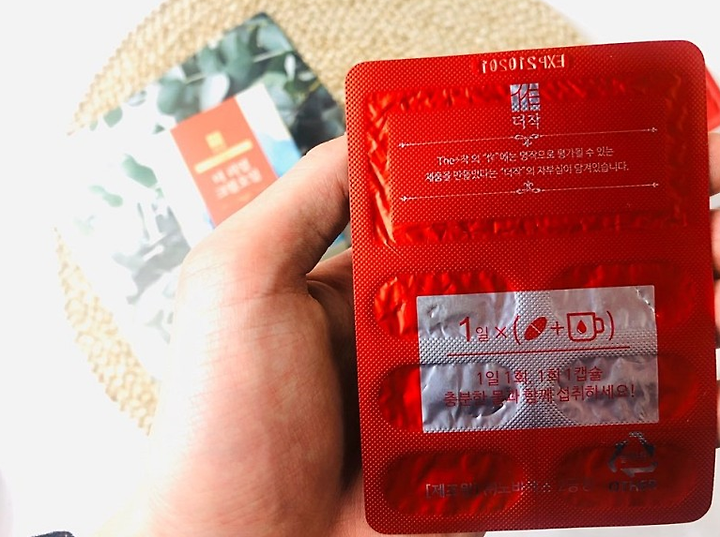 EXP210201
더작
The+작 의 "作"에는 명작으로 평가될 수 있는
제품을 만들었다는 "더작"의 자부심이 담겨있습니다.
1일×( + )
1일 1회, 1회 1캡슐
충분한 물과 함께 섭취하세요!